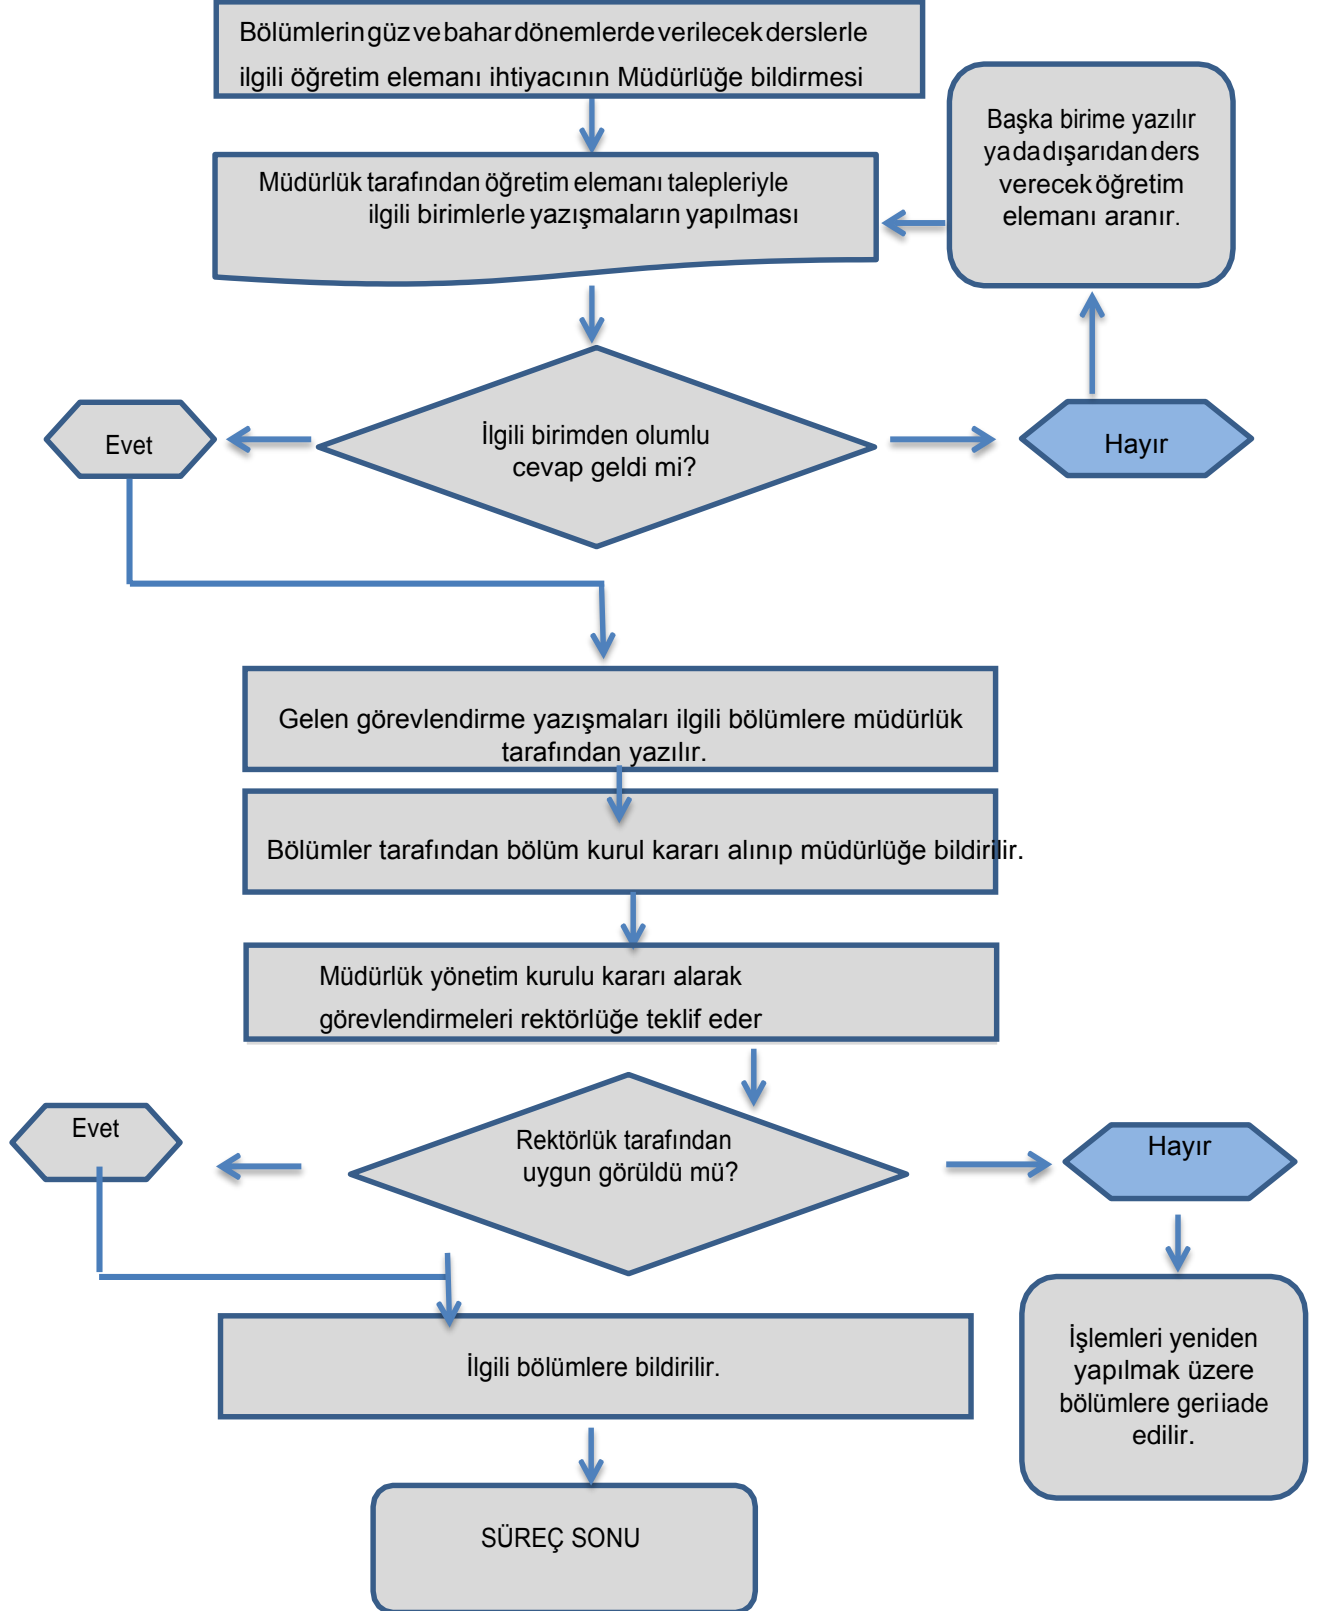 Bölümlerin güz ve bahar dönemlerde verilecek derslerle
ilgili öğretim elemanı ihtiyacının Müdürlüğe bildirmesi
Başka birime yazılır
ya da dışarıdan ders
verecek öğretim
elemanı aranır.
Müdürlük tarafından öğretim elemanı talepleriyle
ilgili birimlerle yazışmaların yapılması
Evet
İlgili birimden olumlu
cevap geldi mi?
Hayır
Gelen görevlendirme yazışmaları ilgili bölümlere müdürlük
tarafından yazılır.
Bölümler tarafından bölüm kurul kararı alınıp müdürlüğe bildirilir.
Müdürlük yönetim kurulu kararı alarak
görevlendirmeleri rektörlüğe teklif eder
Evet
Rektörlük tarafından
uygun görüldü mü?
Hayır
İlgili bölümlere bildirilir.
İşlemleri yeniden
yapılmak üzere
bölümlere geri iade
edilir.
SÜREÇ SONU